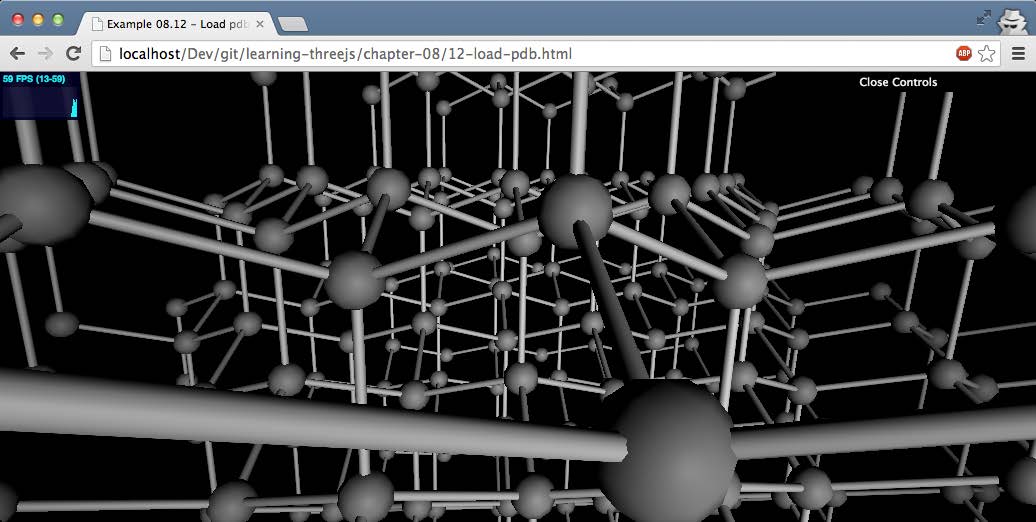 Example 08.12 – Load pdb
localhost/Dev/git/learning-threejs/chapter-08/12-load-pdb.html
ABP
59 FPS (13-59)
Close Controls